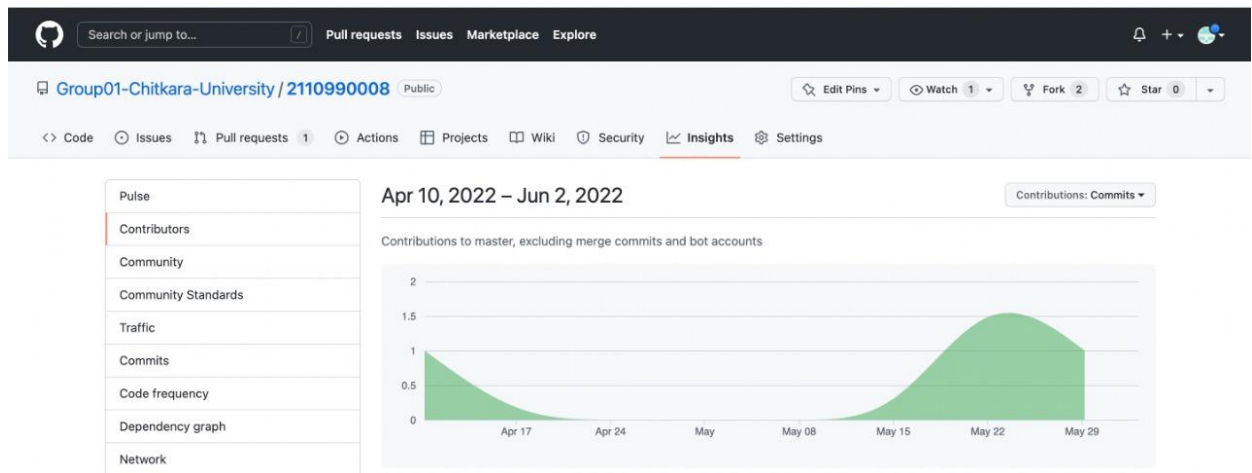 Search or jump to... / Pull requests Issues Marketplace Explore
Group01-Chitkara-University / 2110990008 Public Edit Pins Watch 1 Fork 2 Star 0
Code Issues Pull requests 1 Actions Projects Wiki Security Insights Settings
Pulse
Contributors
Community
Community Standards
Traffic
Commits
Code frequency
Dependency graph
Network
Apr 10, 2022 – Jun 2, 2022 Contributions: Commits
Contributions to master, excluding merge commits and bot accounts
2
1.5
1
0.5
0
Apr 17 Apr 24 May May 08 May 15 May 22 May 29